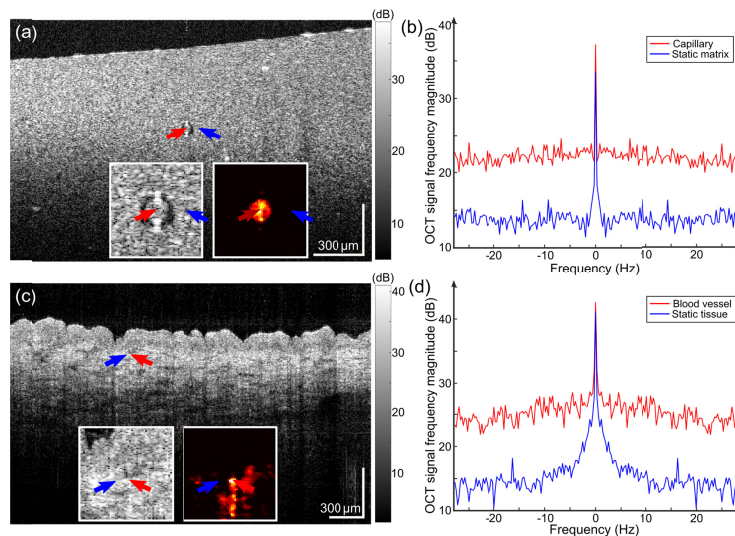 (a)
(dB)
30
20
10
300 µm
(b)
OCT signal frequency magnitude (dB)
40
30
20
10
Capillary
Static matrix
-20
-10
0
10
20
Frequency (Hz)
(c)
(dB)
40
30
20
10
300 µm
(d)
OCT signal frequency magnitude (dB)
40
30
20
10
Blood vessel
Static tissue
-20
-10
0
10
20
Frequency (Hz)